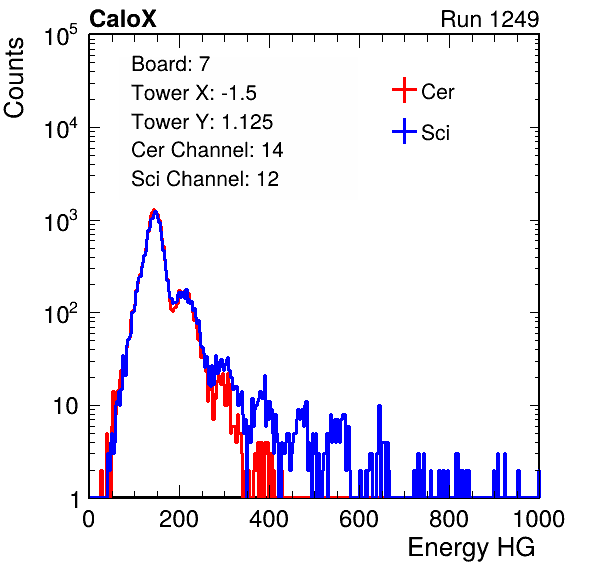 CaloX Run 1249
Counts
10^5
10^4
10^3
10^2
10
1
Board: 7
Tower X: -1.5
Tower Y: 1.125
Cer Channel: 14
Sci Channel: 12
Cer
Sci
0 200 400 600 800 1000
Energy HG